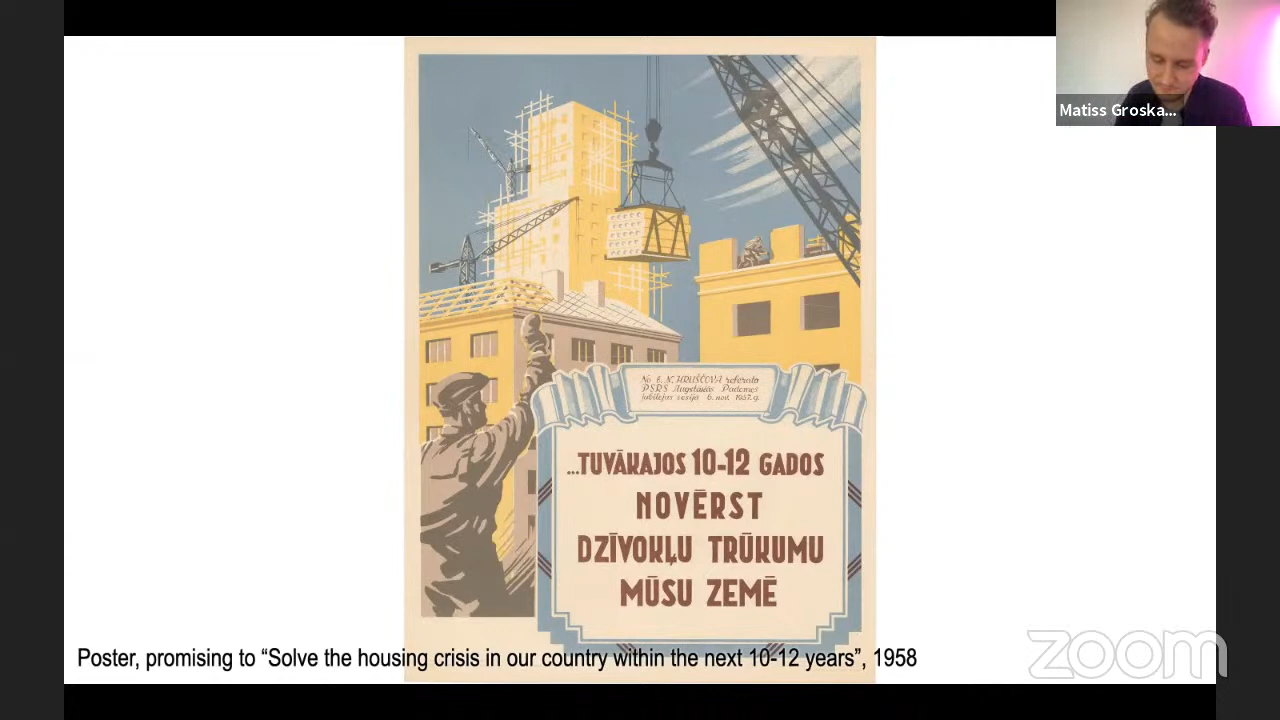 Matiss Groska...
No b. N. HRUŠČOVA referata
PSRS Augstākās Padomes
jubilejas sesijā 6. nov. 1957. g.
...TUVĀKAJOS 10-12 GADOS
NOVĒRST
DZĪVOKĻU TRŪKUMU
MŪSU ZEMĒ
Poster, promising to “Solve the housing crisis in our country within the next 10-12 years”, 1958
zoom